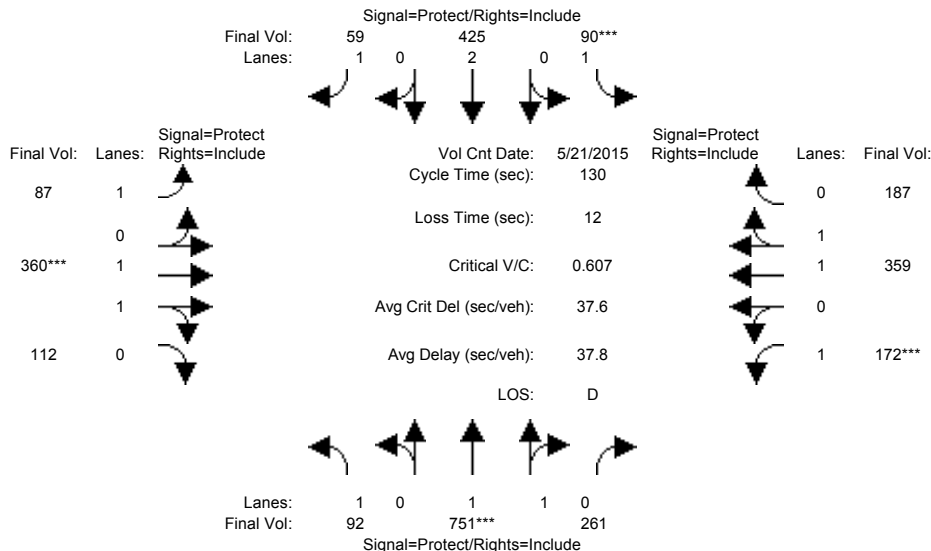 Signal=Protect/Rights=Include
Final Vol: 59 425 90***
Lanes: 1 0 2 0 1
Signal=Protect Signal=Protect
Final Vol: Lanes: Rights=Include Vol Cnt Date: 5/21/2015 Rights=Include Lanes: Final Vol:
Cycle Time (sec): 130
87 1 0 187
Loss Time (sec): 12
0 1
360*** 1 Critical V/C: 0.607 1 359
1 Avg Crit Del (sec/veh): 37.6 0
112 0 Avg Delay (sec/veh): 37.8 1 172***
LOS: D
Lanes: 1 0 1 1 0
Final Vol: 92 751*** 261
Signal=Protect/Rights=Include